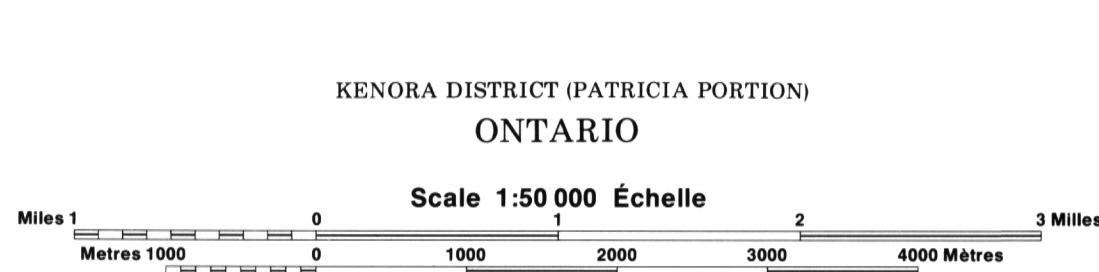 KENORA DISTRICT (PATRICIA PORTION)
ONTARIO
Scale 1:50 000 Échelle
Miles 1 0 1 2 3 Milles
Metres 1000 0 1000 2000 3000 4000 Mètres